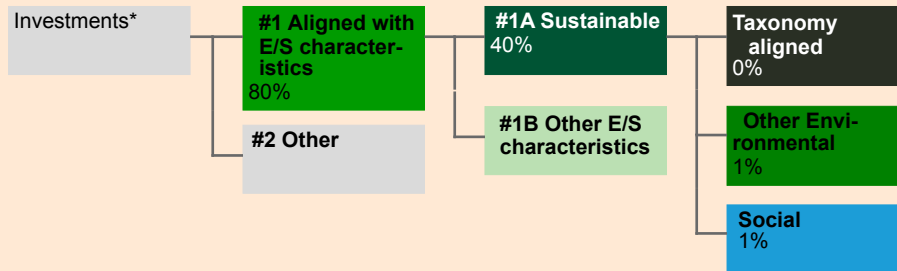 Investments*
#1 Aligned with
E/S character-
istics
80%
#2 Other
#1A Sustainable
40%
#1B Other E/S
characteristics
Taxonomy
aligned
0%
Other Envi-
ronmental
1%
Social
1%